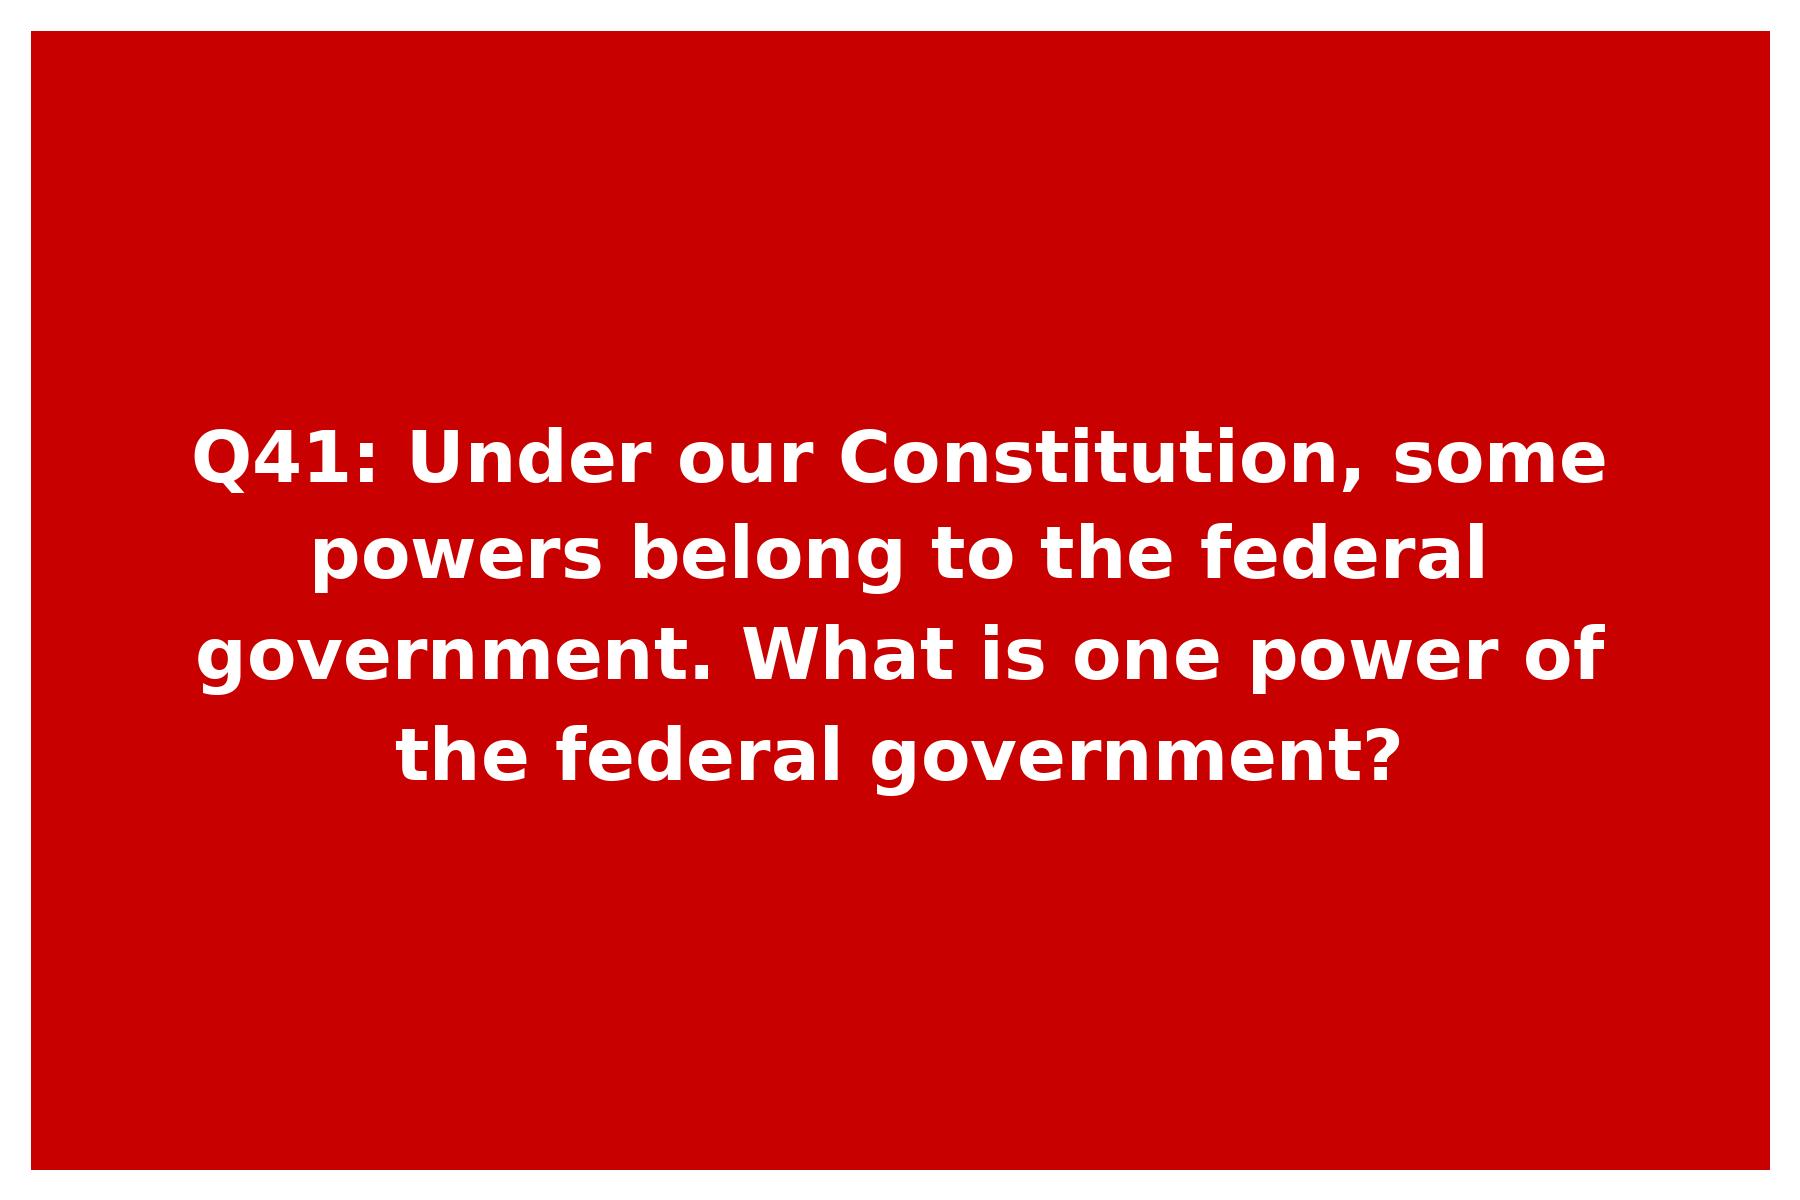 Q41: Under our Constitution, some
powers belong to the federal
government. What is one power of
the federal government?